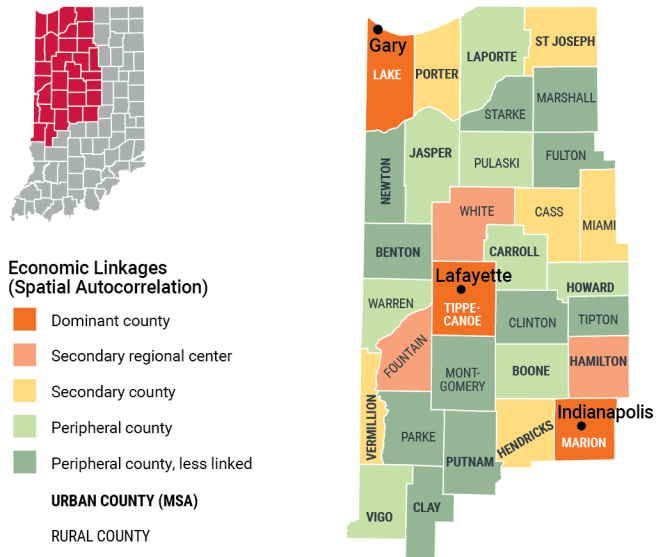 Economic Linkages
(Spatial Autocorrelation)
Dominant county
Secondary regional center
Secondary county
Peripheral county
Peripheral county, less linked
URBAN COUNTY (MSA)
RURAL COUNTY
Gary
LAKE
PORTER
LAPORTE
ST JOSEPH
STARKE
MARSHALL
NEWTON
JASPER
PULASKI
FULTON
WHITE
CASS
MIAMI
BENTON
CARROLL
Lafayette
TIPPE-
CANOE
HOWARD
WARREN
CLINTON
TIPTON
FOUNTAIN
MONT-
GOMERY
BOONE
HAMILTON
VERMILLION
PARKE
PUTNAM
HENDRICKS
Indianapolis
MARION
VIGO
CLAY